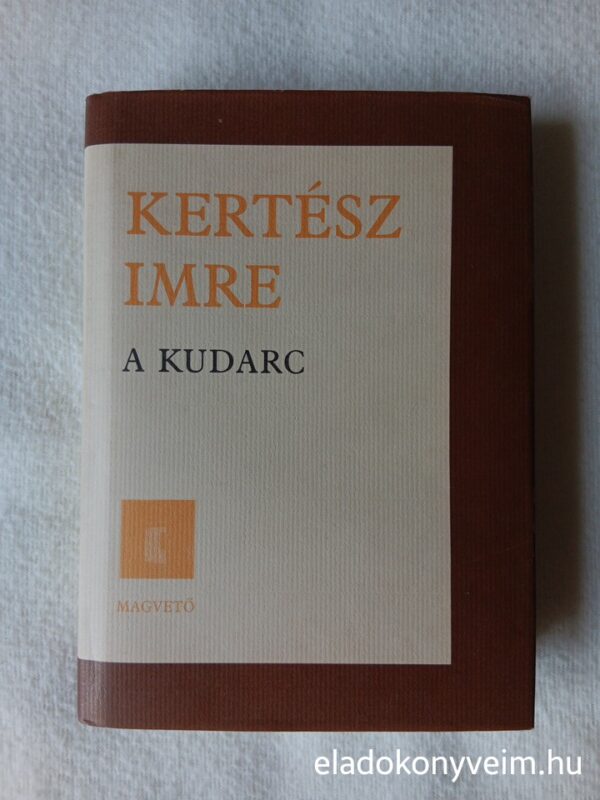 KERTÉSZ
IMRE
A KUDARC
MAGVETŐ
eladokonyveim.hu